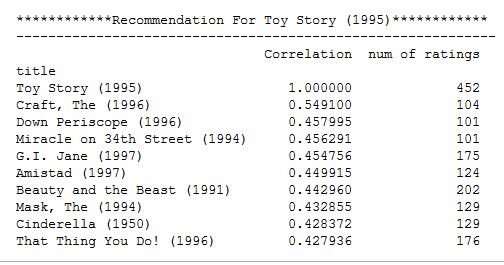 ************Recommendation For Toy Story (1995)************
------------------------------------------------------------
Correlation num of ratings
title
Toy Story (1995) 1.000000 452
Craft, The (1996) 0.549100 104
Down Periscope (1996) 0.457995 101
Miracle on 34th Street (1994) 0.456291 101
G.I. Jane (1997) 0.454756 175
Amistad (1997) 0.449915 124
Beauty and the Beast (1991) 0.442960 202
Mask, The (1994) 0.432855 129
Cinderella (1950) 0.428372 129
That Thing You Do! (1996) 0.427936 176